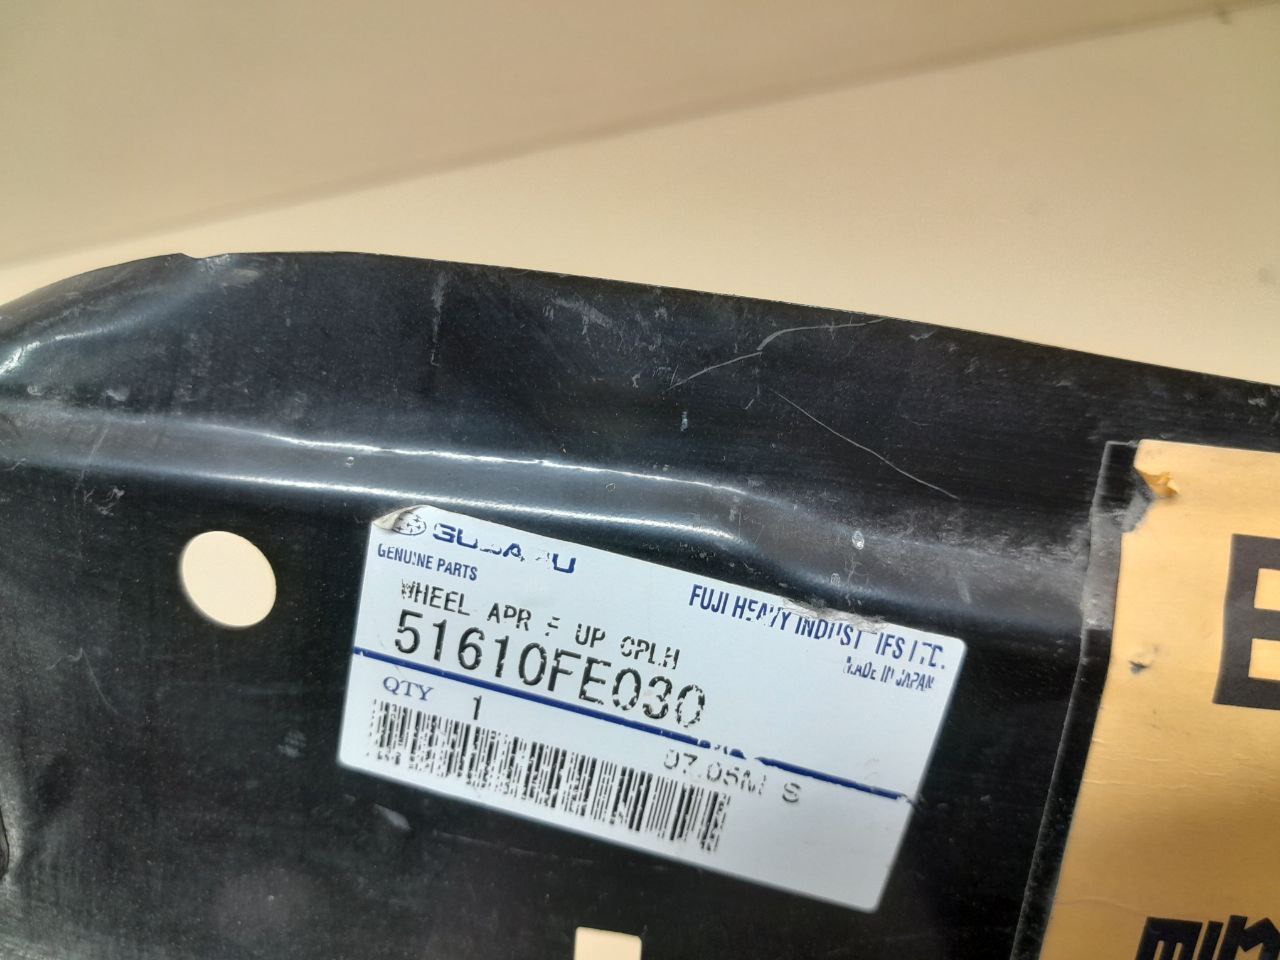 SUBARU
GENUINE PARTS
FUJI HEAVY INDUSTRIES LTD.
MADE IN JAPAN
WHEEL APR F UP CPLH
51610FE030
QTY 1
07.05M S
E